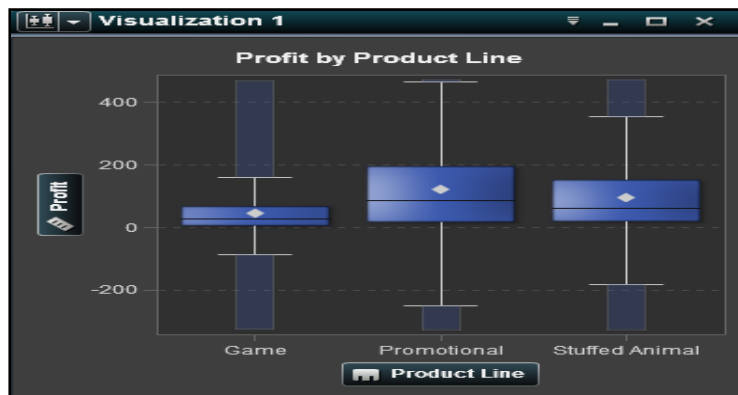 Visualization 1
Profit by Product Line
400
200
0
-200
Profit
Game Promotional Stuffed Animal
Product Line